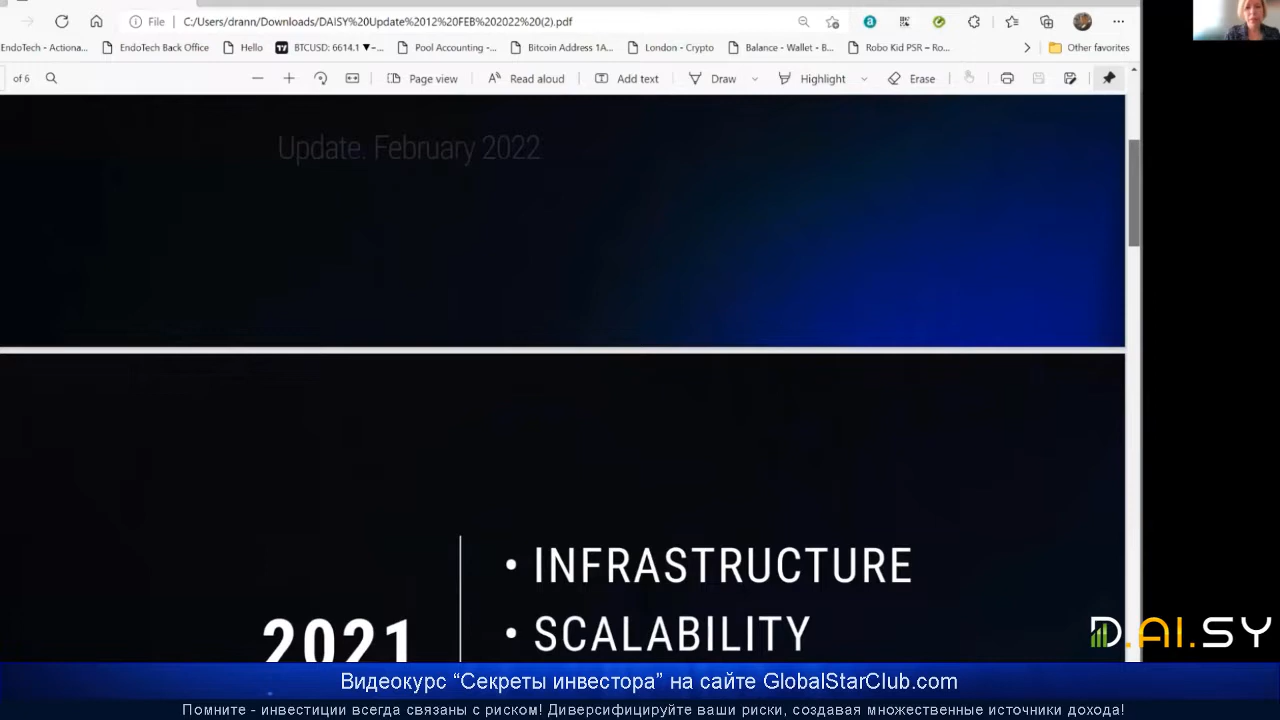 File
C:/Users/drann/Downloads/DAISY%20Update%2012%20FEB%202022%20(2).pdf
EndoTech - Actiona...
EndoTech Back Office
Hello
BTCUSD: 6614.1 ▼−...
Pool Accounting -...
Bitcoin Address 1A...
London - Crypto
Balance - Wallet - B...
Robo Kid PSR – Ro...
Other favorites
of 6
Page view
Read aloud
Add text
Draw
Highlight
Erase
Update. February 2022
• INFRASTRUCTURE
• SCALABILITY
2021
D.AI.SY
Видеокурс “Секреты инвестора” на сайте GlobalStarClub.com
Помните - инвестиции всегда связаны с риском! Диверсифицируйте ваши риски, создавая множественные источники дохода!